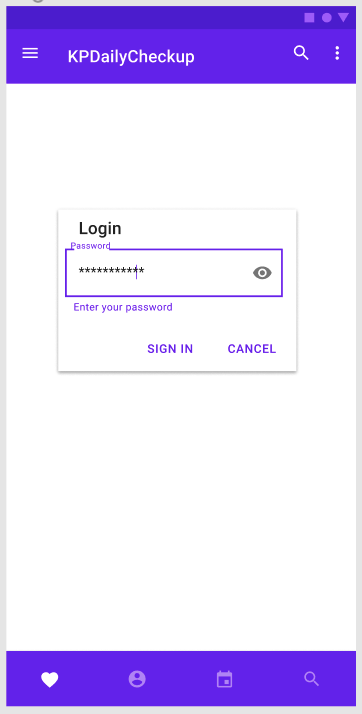 KPDailyCheckup
Login
Password
***********
Enter your password
SIGN IN CANCEL